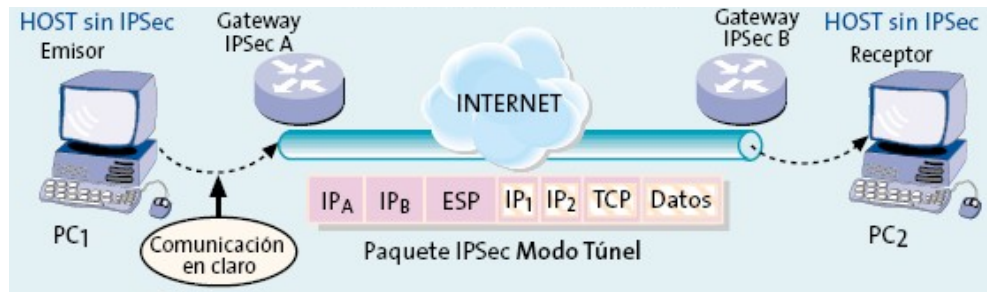 HOST sin IPSec
Emisor
Gateway
IPSec A
Gateway
IPSec B
HOST sin IPSec
Receptor
INTERNET
IPA IPB ESP IP1 IP2 TCP Datos
PC1
Comunicación
en claro
Paquete IPSec Modo Túnel
PC2